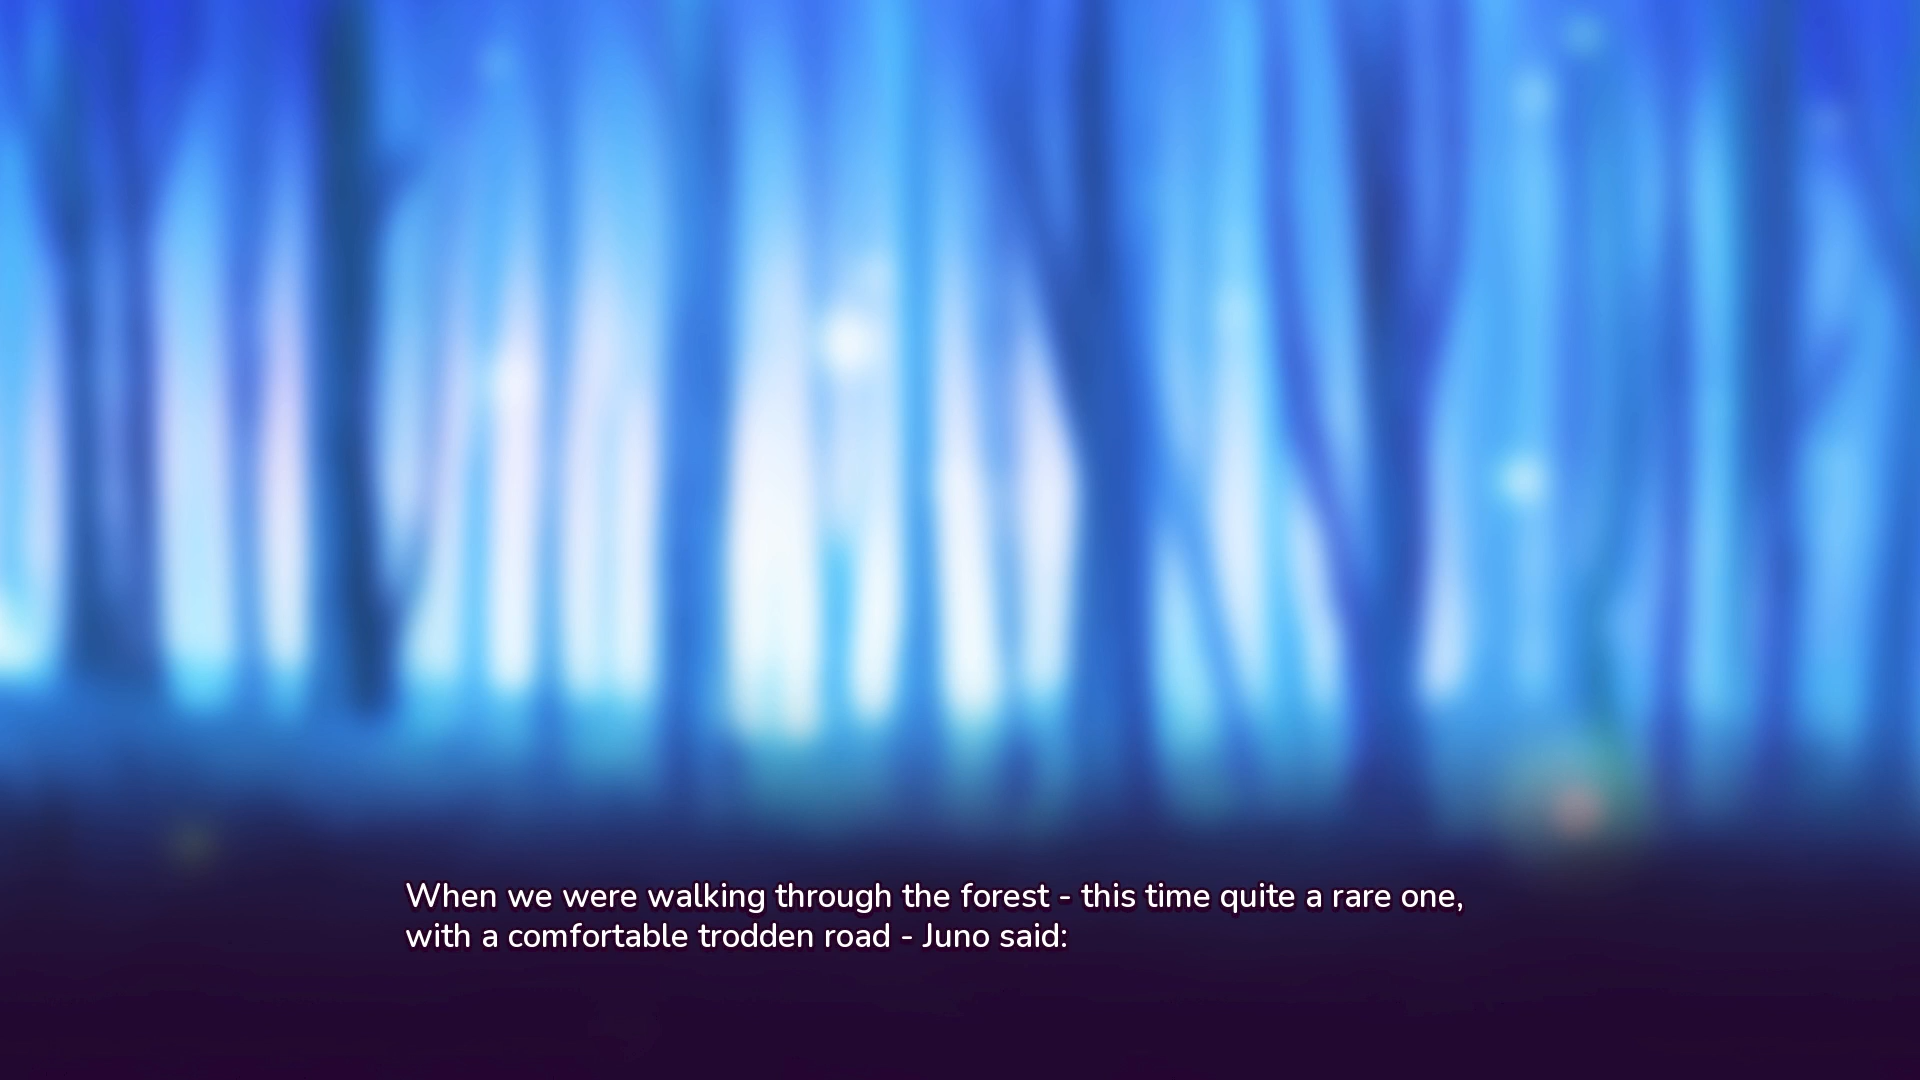 When we were walking through the forest - this time quite a rare one,
with a comfortable trodden road - Juno said: